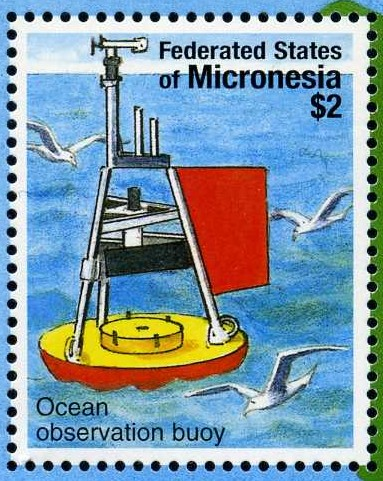 Federated States
of Micronesia
$2
Ocean
observation buoy